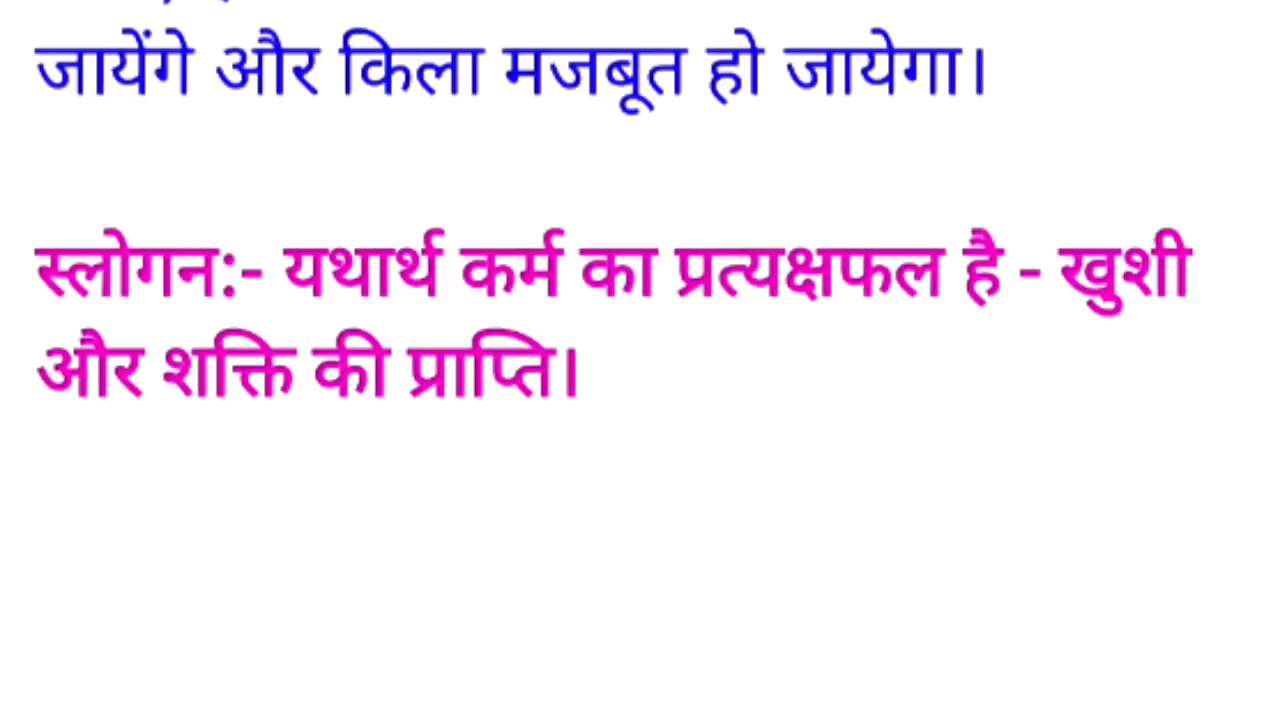 जायेंगे और किला मजबूत हो जायेगा।
स्लोगन:- यथार्थ कर्म का प्रत्यक्षफल है - खुशी
और शक्ति की प्राप्ति।